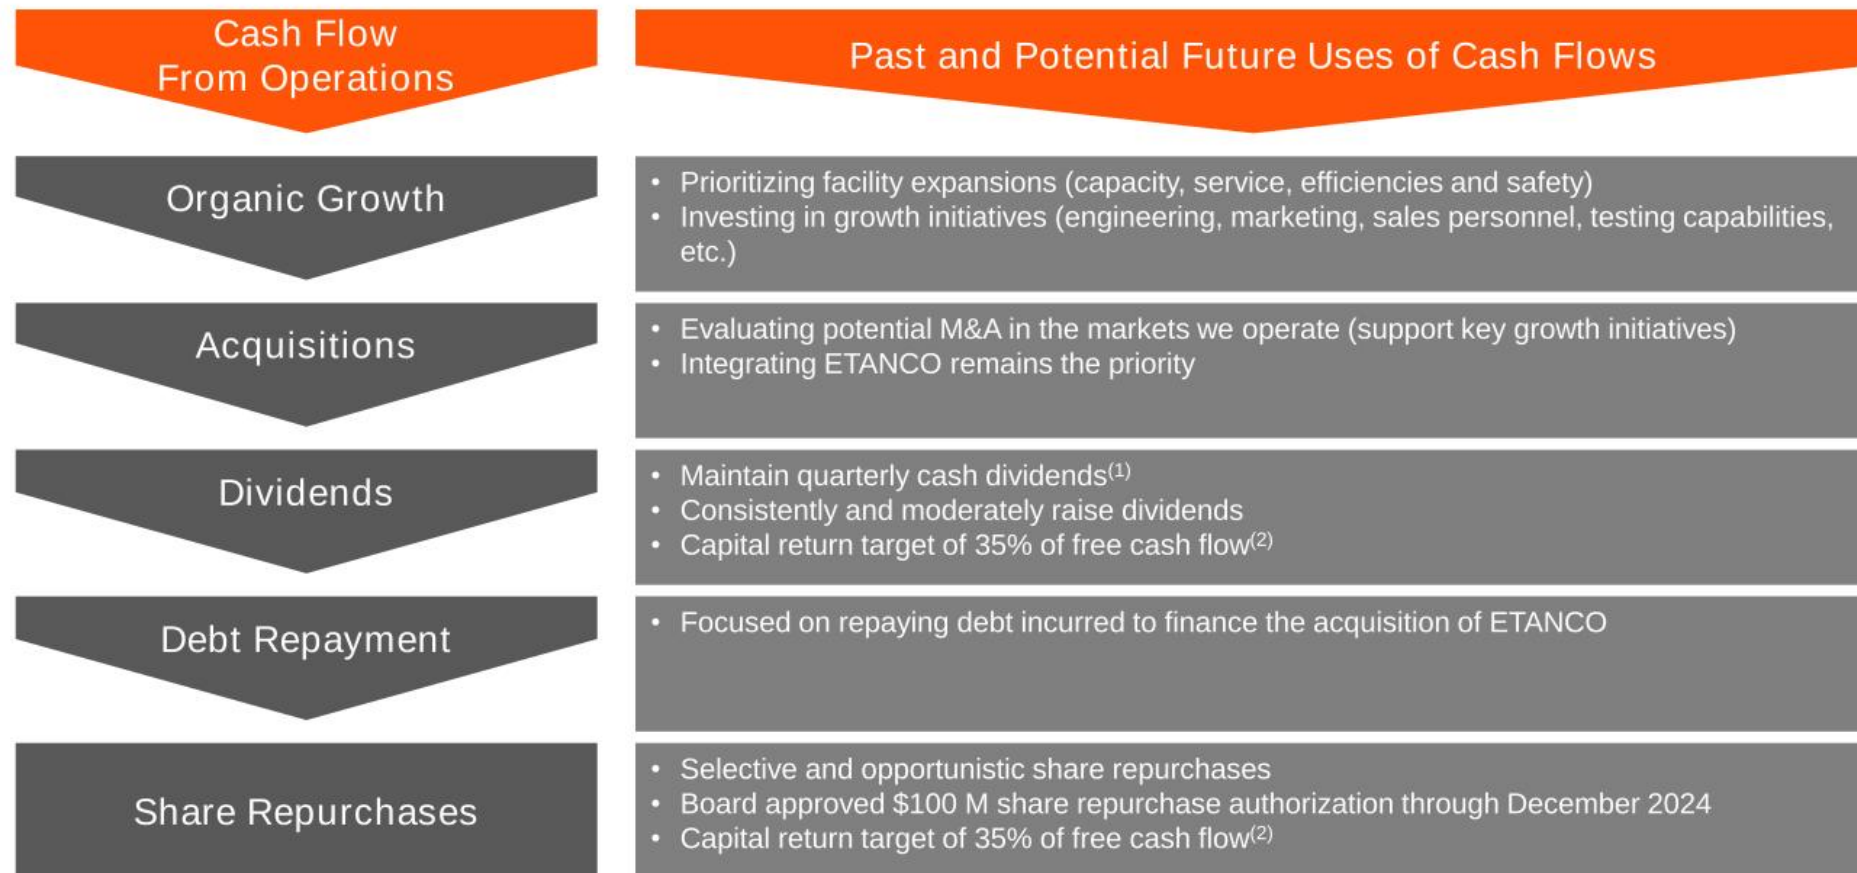 Cash Flow
From Operations
Past and Potential Future Uses of Cash Flows
Organic Growth
• Prioritizing facility expansions (capacity, service, efficiencies and safety)
• Investing in growth initiatives (engineering, marketing, sales personnel, testing capabilities,
etc.)
Acquisitions
• Evaluating potential M&A in the markets we operate (support key growth initiatives)
• Integrating ETANCO remains the priority
Dividends
• Maintain quarterly cash dividends(1)
• Consistently and moderately raise dividends
• Capital return target of 35% of free cash flow(2)
Debt Repayment
• Focused on repaying debt incurred to finance the acquisition of ETANCO
Share Repurchases
• Selective and opportunistic share repurchases
• Board approved $100 M share repurchase authorization through December 2024
• Capital return target of 35% of free cash flow(2)